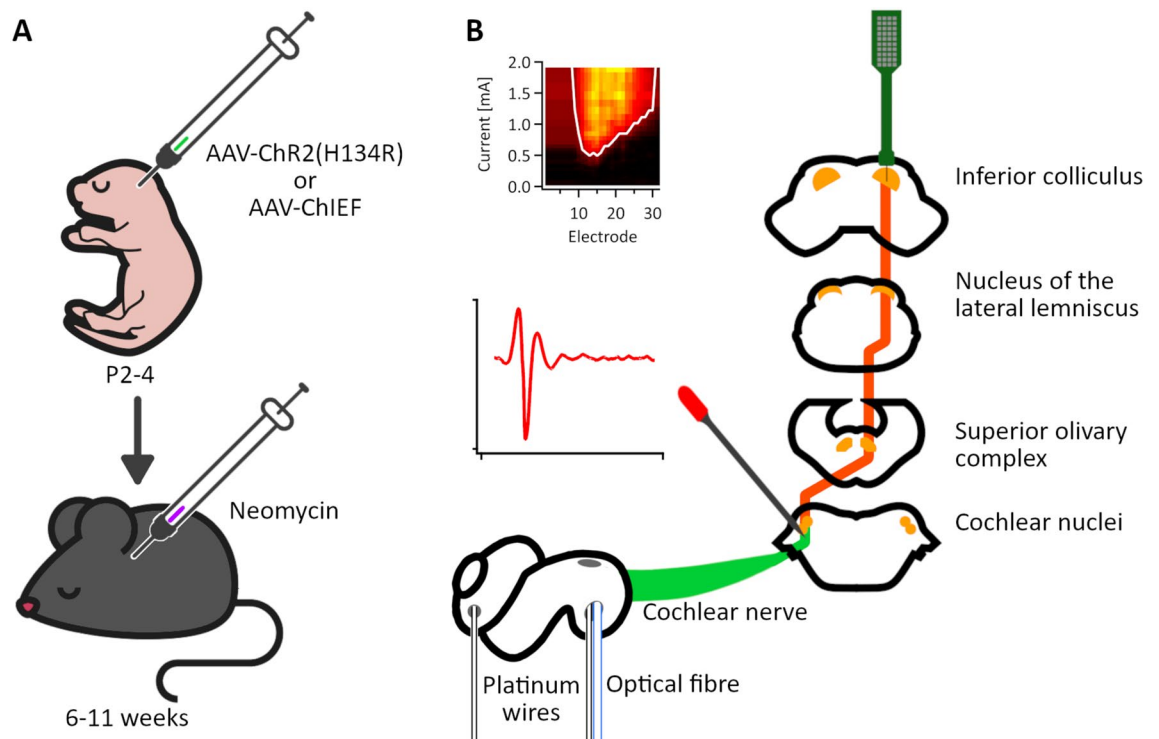 A
AAV-ChR2(H134R)
or
AAV-ChIEF
P2-4
Neomycin
6-11 weeks
B
2.0
1.5
1.0
0.5
0.0
Current [mA]
10 20 30
Electrode
Inferior colliculus
Nucleus of the
lateral lemniscus
Superior olivary
complex
Cochlear nuclei
Cochlear nerve
Platinum
wires
Optical fibre